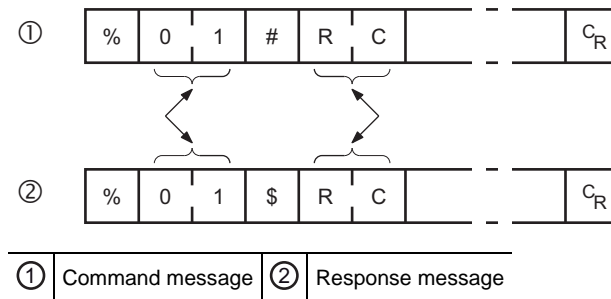 ① % 0 1 # R C CR
② % 0 1 $ R C CR
① Command message ② Response message